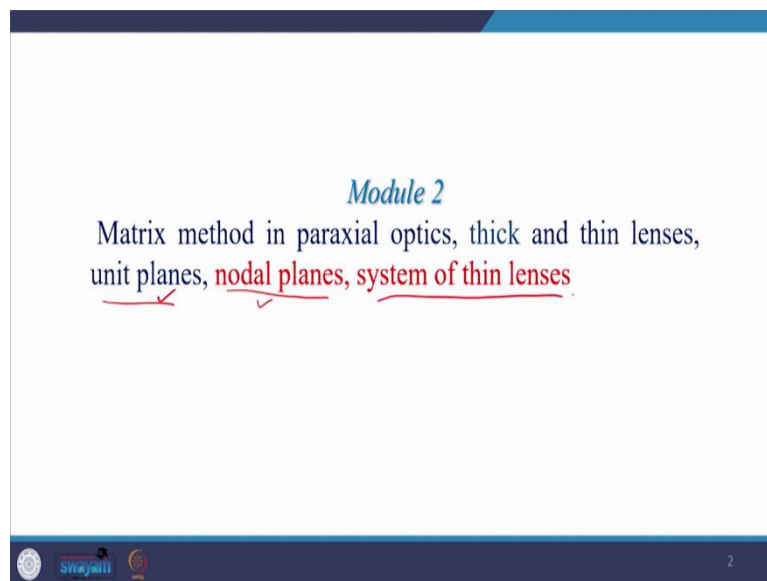 Module 2
Matrix method in paraxial optics, thick and thin lenses,
unit planes, nodal planes, system of thin lenses
swayam
2